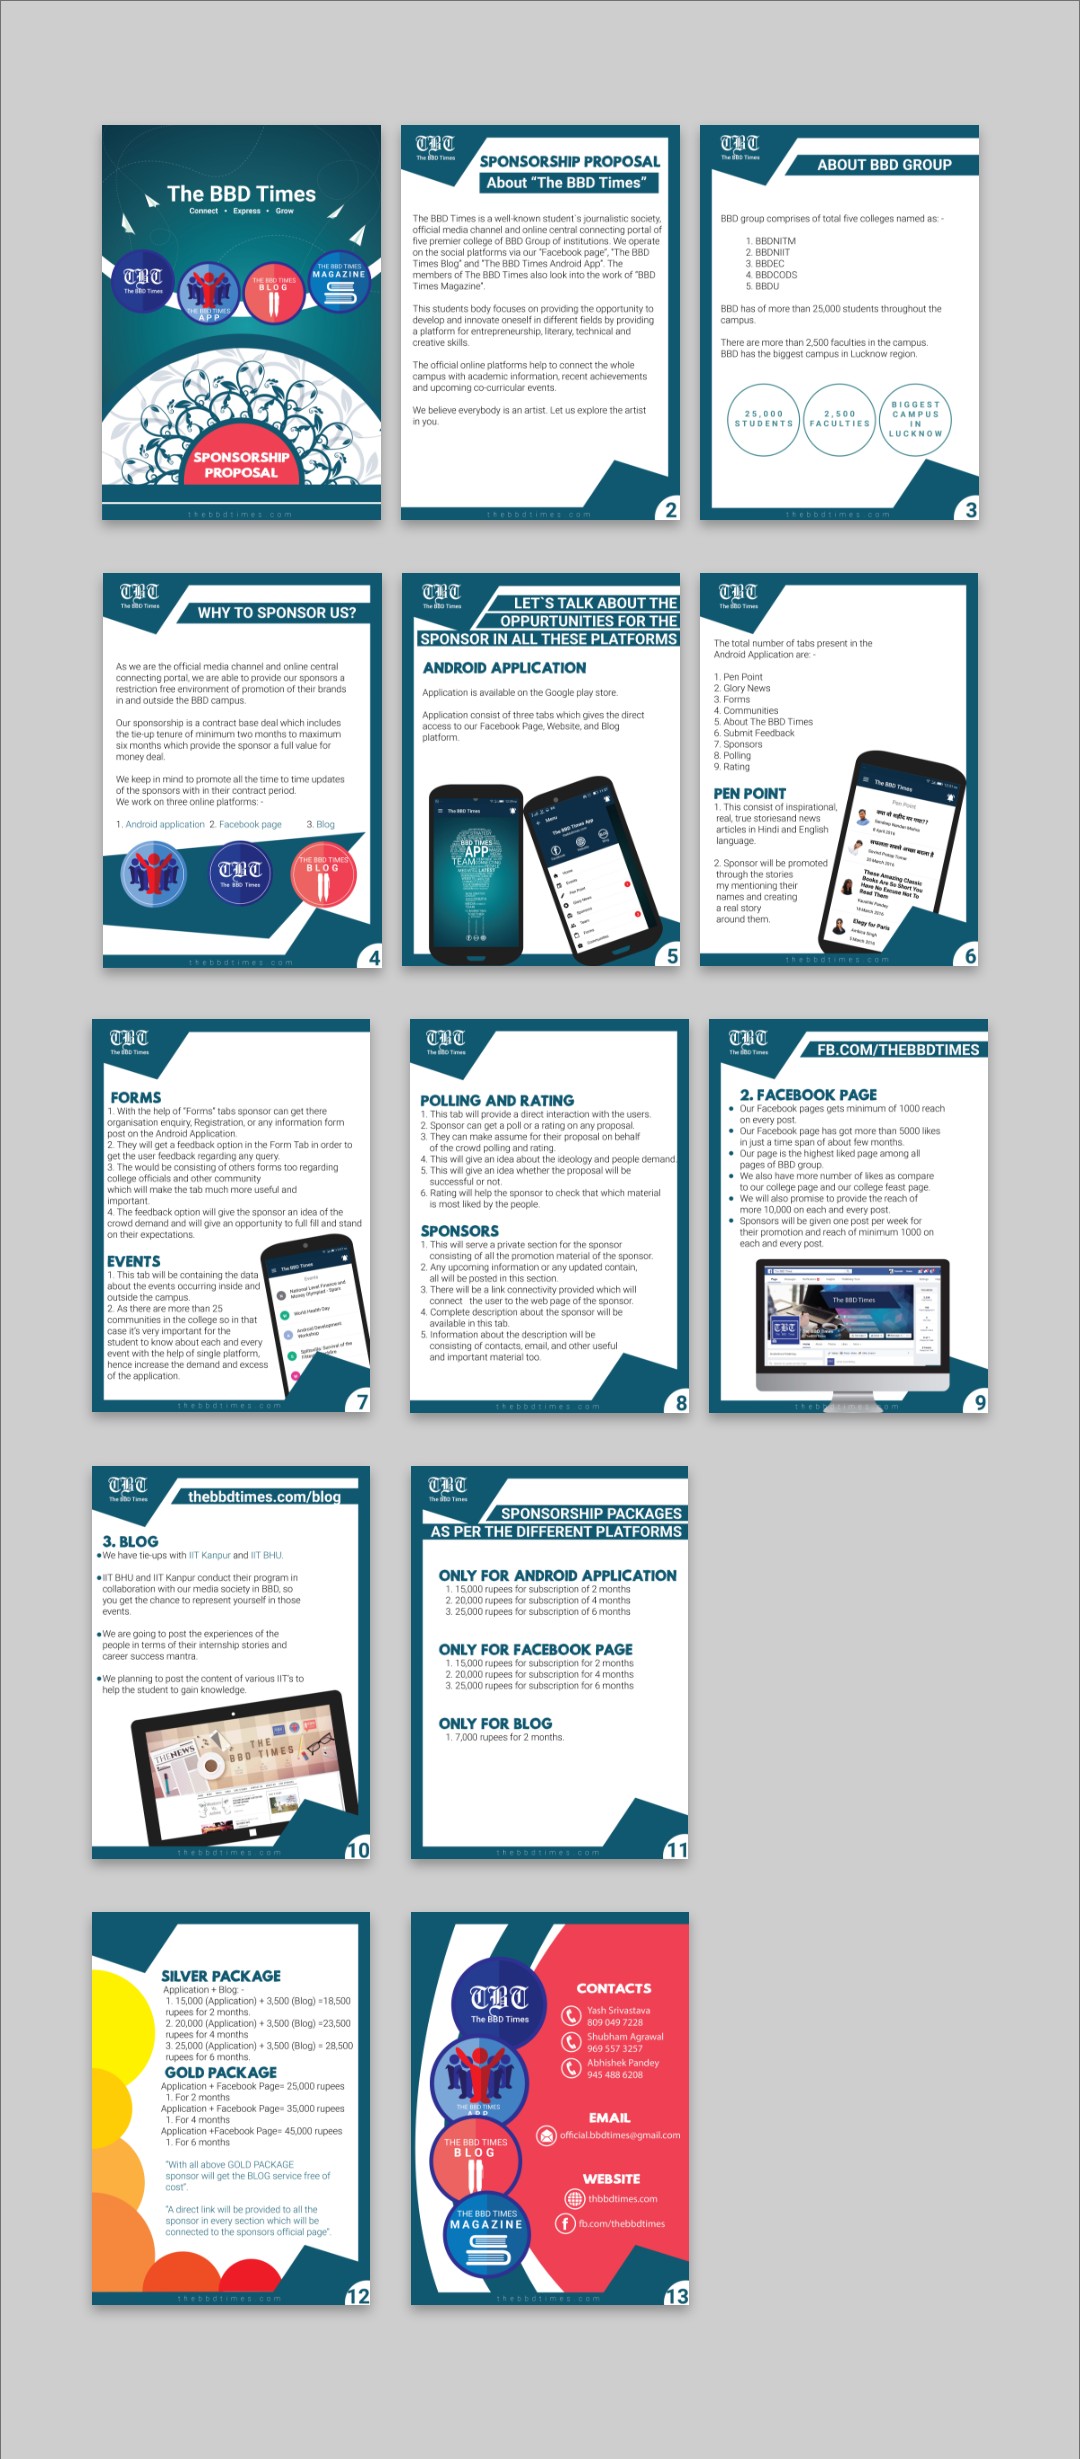 The BBD Times
Connect • Express • Grow
TBT
The BBD Times
THE BBD TIMES
APP
THE BBD TIMES
BLOG
THE BBD TIMES
MAGAZINE
SPONSORSHIP
PROPOSAL
thebbdtimes.com
TBT
The BBD Times
SPONSORSHIP PROPOSAL
About “The BBD Times”
The BBD Times is a well-known student`s journalistic society,
official media channel and online central connecting portal of
five premier college of BBD Group of institutions. We operate
on the social platforms via our “Facebook page”, “The BBD
Times Blog” and “The BBD Times Android App”. The
members of The BBD Times also look into the work of “BBD
Times Magazine”.
This students body focuses on providing the opportunity to
develop and innovate oneself in different fields by providing
a platform for entrepreneurship, literary, technical and
creative skills.
The official online platforms help to connect the whole
campus with academic information, recent achievements
and upcoming co-curricular events.
We believe everybody is an artist. Let us explore the artist
in you.
thebbdtimes.com
2
TBT
The BBD Times
ABOUT BBD GROUP
BBD group comprises of total five colleges named as: -
1. BBDNITM
2. BBDNIIT
3. BBDEC
4. BBDCODS
5. BBDU
BBD has of more than 25,000 students throughout the
campus.
There are more than 2,500 faculties in the campus.
BBD has the biggest campus in Lucknow region.
25,000
STUDENTS
2,500
FACULTIES
BIGGEST
CAMPUS
IN
LUCKNOW
thebbdtimes.com
3
TBT
The BBD Times
WHY TO SPONSOR US?
As we are the official media channel and online central
connecting portal, we are able to provide our sponsors a
restriction free environment of promotion of their brands
in and outside the BBD campus.
Our sponsorship is a contract base deal which includes
the tie-up tenure of minimum two months to maximum
six months which provide the sponsor a full value for
money deal.
We keep in mind to promote all the time to time updates
of the sponsors with in their contract period.
We work on three online platforms: -
1. Android application 2. Facebook page 3. Blog
TBT
The BBD Times
THE BBD TIMES
BLOG
thebbdtimes.com
4
TBT
The BBD Times
LET`S TALK ABOUT THE
OPPURTUNITIES FOR THE
SPONSOR IN ALL THESE PLATFORMS
ANDROID APPLICATION
Application is available on the Google play store.
Application consist of three tabs which gives the direct
access to our Facebook Page, Website, and Blog
platform.
The BBD Times
BBD TIMES
APP
TEAM
Menu
The BBD Times App
Home
Events
Pen Point
Glory News
Sponsors
Team
Forms
Communities
5
TBT
The BBD Times
The total number of tabs present in the
Android Application are: -
1. Pen Point
2. Glory News
3. Forms
4. Communities
5. About The BBD Times
6. Submit Feedback
7. Sponsors
8. Polling
9. Rating
PEN POINT
1. This consist of inspirational,
real, true storiesand news
articles in Hindi and English
language.
2. Sponsor will be promoted
through the stories
my mentioning their
names and creating
a real story
around them.
The BBD Times
Pen Point
क्या वो शहीद मर गया??
8 April 2016
सफलता सबसे अच्छा बदला है
These Amazing Classic
Books Are So Short You
Have No Excuse Not To
Read Them
Elegy for Paris
thebbdtimes.com
6
TBT
The BBD Times
FORMS
1. With the help of “Forms” tabs sponsor can get there
organisation enquiry, Registration, or any information form
post on the Android Application.
2. They will get a feedback option in the Form Tab in order to
get the user feedback regarding any query.
3. The would be consisting of others forms too regarding
college officials and other community
which will make the tab much more useful and
important.
4. The feedback option will give the sponsor an idea of the
crowd demand and will give an opportunity to full fill and stand
on their expectations.
EVENTS
1. This tab will be containing the data
about the events occurring inside and
outside the campus.
2. As there are more than 25
communities in the college so in that
case it’s very important for the
student to know about each and every
event with the help of single platform,
hence increase the demand and excess
of the application.
The BBD Times
Events
National Level Finance and
Money Olympiad - Sparx
World Health Day
Android Development
Workshop
thebbdtimes.com
7
TBT
The BBD Times
POLLING AND RATING
1. This tab will provide a direct interaction with the users.
2. Sponsor can get a poll or a rating on any proposal.
3. They can make assume for their proposal on behalf
of the crowd polling and rating.
4. This will give an idea about the ideology and people demand.
5. This will give an idea whether the proposal will be
successful or not.
6. Rating will help the sponsor to check that which material
is most liked by the people.
SPONSORS
1. This will serve a private section for the sponsor
consisting of all the promotion material of the sponsor.
2. Any upcoming information or any updated contain,
all will be posted in this section.
3. There will be a link connectivity provided which will
connect the user to the web page of the sponsor.
4. Complete description about the sponsor will be
available in this tab.
5. Information about the description will be
consisting of contacts, email, and other useful
and important material too.
thebbdtimes.com
8
TBT
The BBD Times
FB.COM/THEBBDTIMES
2. FACEBOOK PAGE
• Our Facebook pages gets minimum of 1000 reach
on every post.
• Our Facebook page has got more than 5000 likes
in just a time span of about few months.
• Our page is the highest liked page among all
pages of BBD group.
• We also have more number of likes as compare
to our college page and our college feast page.
• We will also promise to provide the reach of
more 10,000 on each and every post.
• Sponsors will be given one post per week for
their promotion and reach of minimum 1000 on
each and every post.
The BBD Times
TBT
The BBD Times
thebbdtimes.com
9
TBT
The BBD Times
thebbdtimes.com/blog
3. BLOG
•We have tie-ups with IIT Kanpur and IIT BHU.
•IIT BHU and IIT Kanpur conduct their program in
collaboration with our media society in BBD, so
you get the chance to represent yourself in those
events.
•We are going to post the experiences of the
people in terms of their internship stories and
career success mantra.
•We planning to post the content of various IIT’s to
help the student to gain knowledge.
THE NEWS
THE
BBD TIMES
thebbdtimes.com
10
TBT
The BBD Times
SPONSORSHIP PACKAGES
AS PER THE DIFFERENT PLATFORMS
ONLY FOR ANDROID APPLICATION
1. 15,000 rupees for subscription of 2 months
2. 20,000 rupees for subscription of 4 months
3. 25,000 rupees for subscription of 6 months
ONLY FOR FACEBOOK PAGE
1. 15,000 rupees for subscription for 2 months
2. 20,000 rupees for subscription for 4 months
3. 25,000 rupees for subscription for 6 months
ONLY FOR BLOG
1. 7,000 rupees for 2 months.
thebbdtimes.com
11
SILVER PACKAGE
Application + Blog: -
1. 15,000 (Application) + 3,500 (Blog) =18,500
rupees for 2 months.
2. 20,000 (Application) + 3,500 (Blog) =23,500
rupees for 4 months
3. 25,000 (Application) + 3,500 (Blog) = 28,500
rupees for 6 months.
GOLD PACKAGE
Application + Facebook Page= 25,000 rupees
1. For 2 months
Application + Facebook Page= 35,000 rupees
1. For 4 months
Application +Facebook Page= 45,000 rupees
1. For 6 months
“With all above GOLD PACKAGE
sponsor will get the BLOG service free of
cost”.
“A direct link will be provided to all the
sponsor in every section which will be
connected to the sponsors official page”.
thebbdtimes.com
12
TBT
The BBD Times
THE BBD TIMES
APP
THE BBD TIMES
BLOG
THE BBD TIMES
MAGAZINE
CONTACTS
Yash Srivastava
809 049 7228
Shubham Agrawal
969 557 3257
Abhishek Pandey
945 488 6208
EMAIL
official.bbdtimes@gmail.com
WEBSITE
thbbdtimes.com
fb.com/thebbdtimes
thebbdtimes.com
13